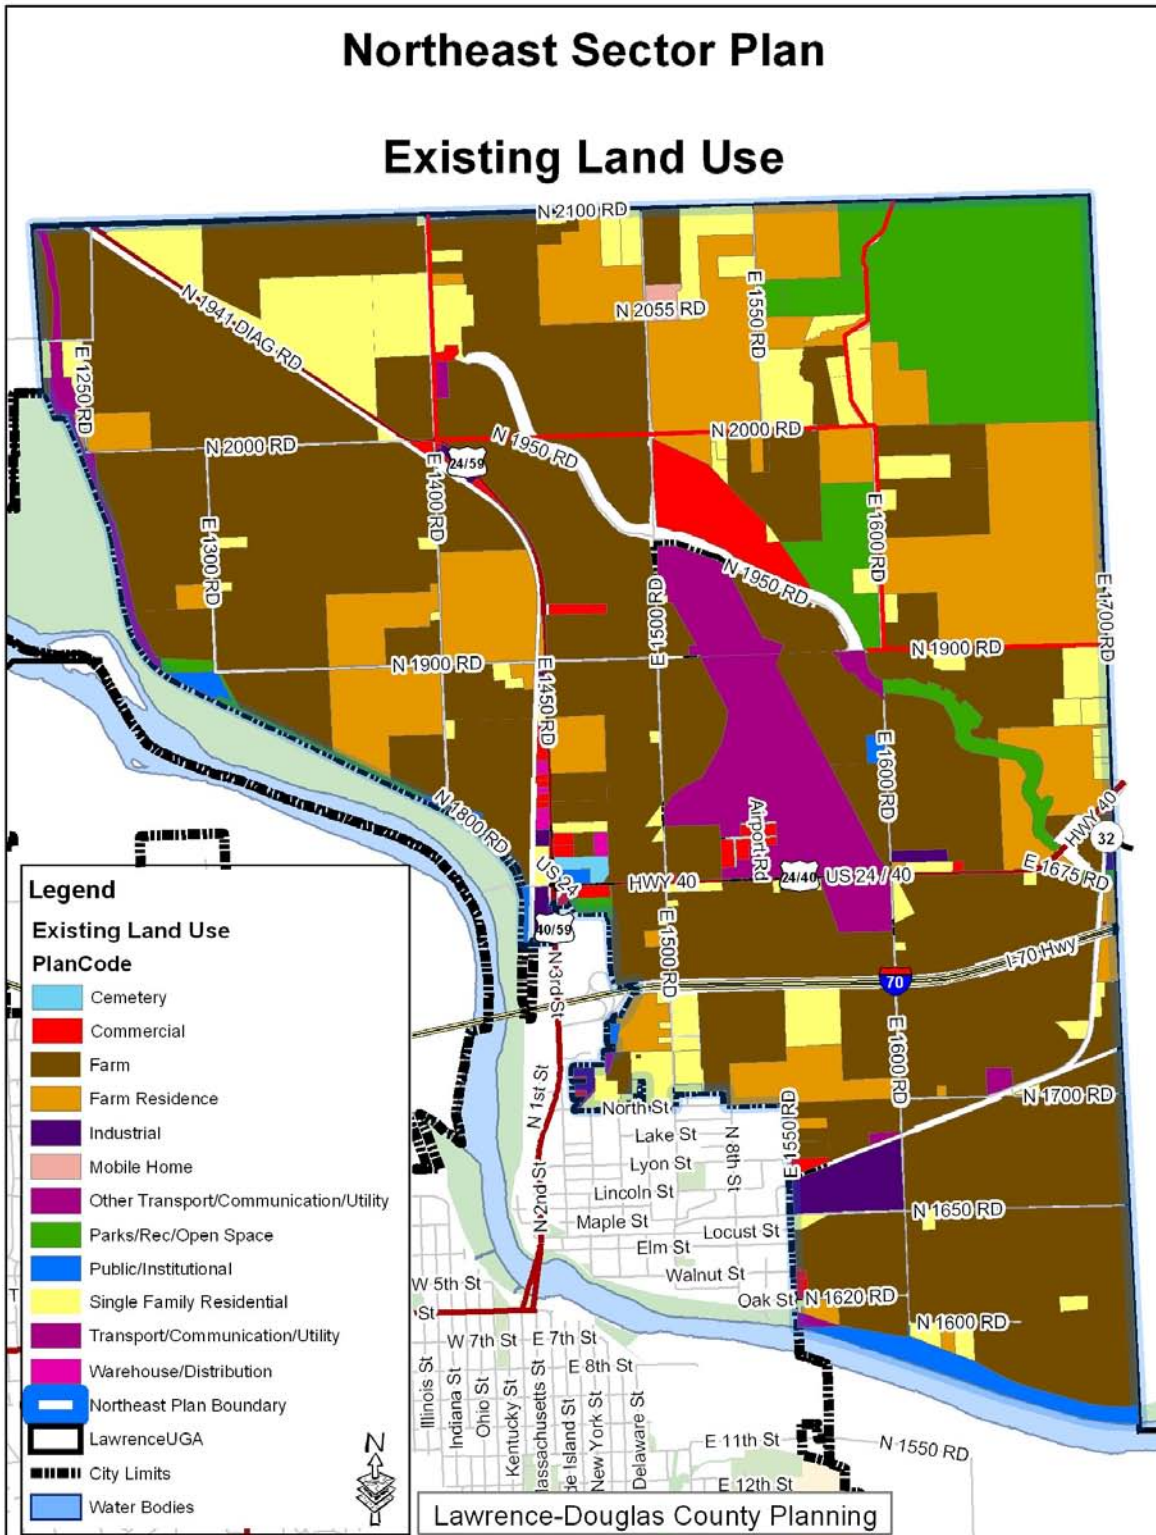 Northeast Sector Plan
Existing Land Use
N 2100 RD
N 1941 DIAG RD
N 2055 RD
E 1550 RD
E 1250 RD
N 2000 RD
N 2000 RD
N 1950 RD
24/59
E 1400 RD
E 1300 RD
E 1600 RD
N 1950 RD
E 1500 RD
E 1700 RD
N 1900 RD
N 1900 RD
E 1450 RD
E 1600 RD
N 1800 RD
Airport Rd
HWY 40
32
E 1675 RD
US 24
HWY 40
24/40
US 24 / 40
40/59
E 1500 RD
I-70 Hwy
70
N 3rd St
E 1600 RD
N 1st St
North St
N 1700 RD
Lake St
N 8th St
E 1550 RD
Lyon St
Lincoln St
N 2nd St
Maple St
Locust St
N 1650 RD
Elm St
Walnut St
W 5th St
Oak St
N 1620 RD
St
N 1600 RD
W 7th St
E 7th St
E 8th St
Illinois St
Indiana St
Ohio St
Kentucky St
assachusetts St
de Island St
New York St
Delaware St
E 11th St
N 1550 RD
E 12th St
Legend
Existing Land Use
PlanCode
Cemetery
Commercial
Farm
Farm Residence
Industrial
Mobile Home
Other Transport/Communication/Utility
Parks/Rec/Open Space
Public/Institutional
Single Family Residential
Transport/Communication/Utility
Warehouse/Distribution
Northeast Plan Boundary
LawrenceUGA
City Limits
Water Bodies
N
Lawrence-Douglas County Planning